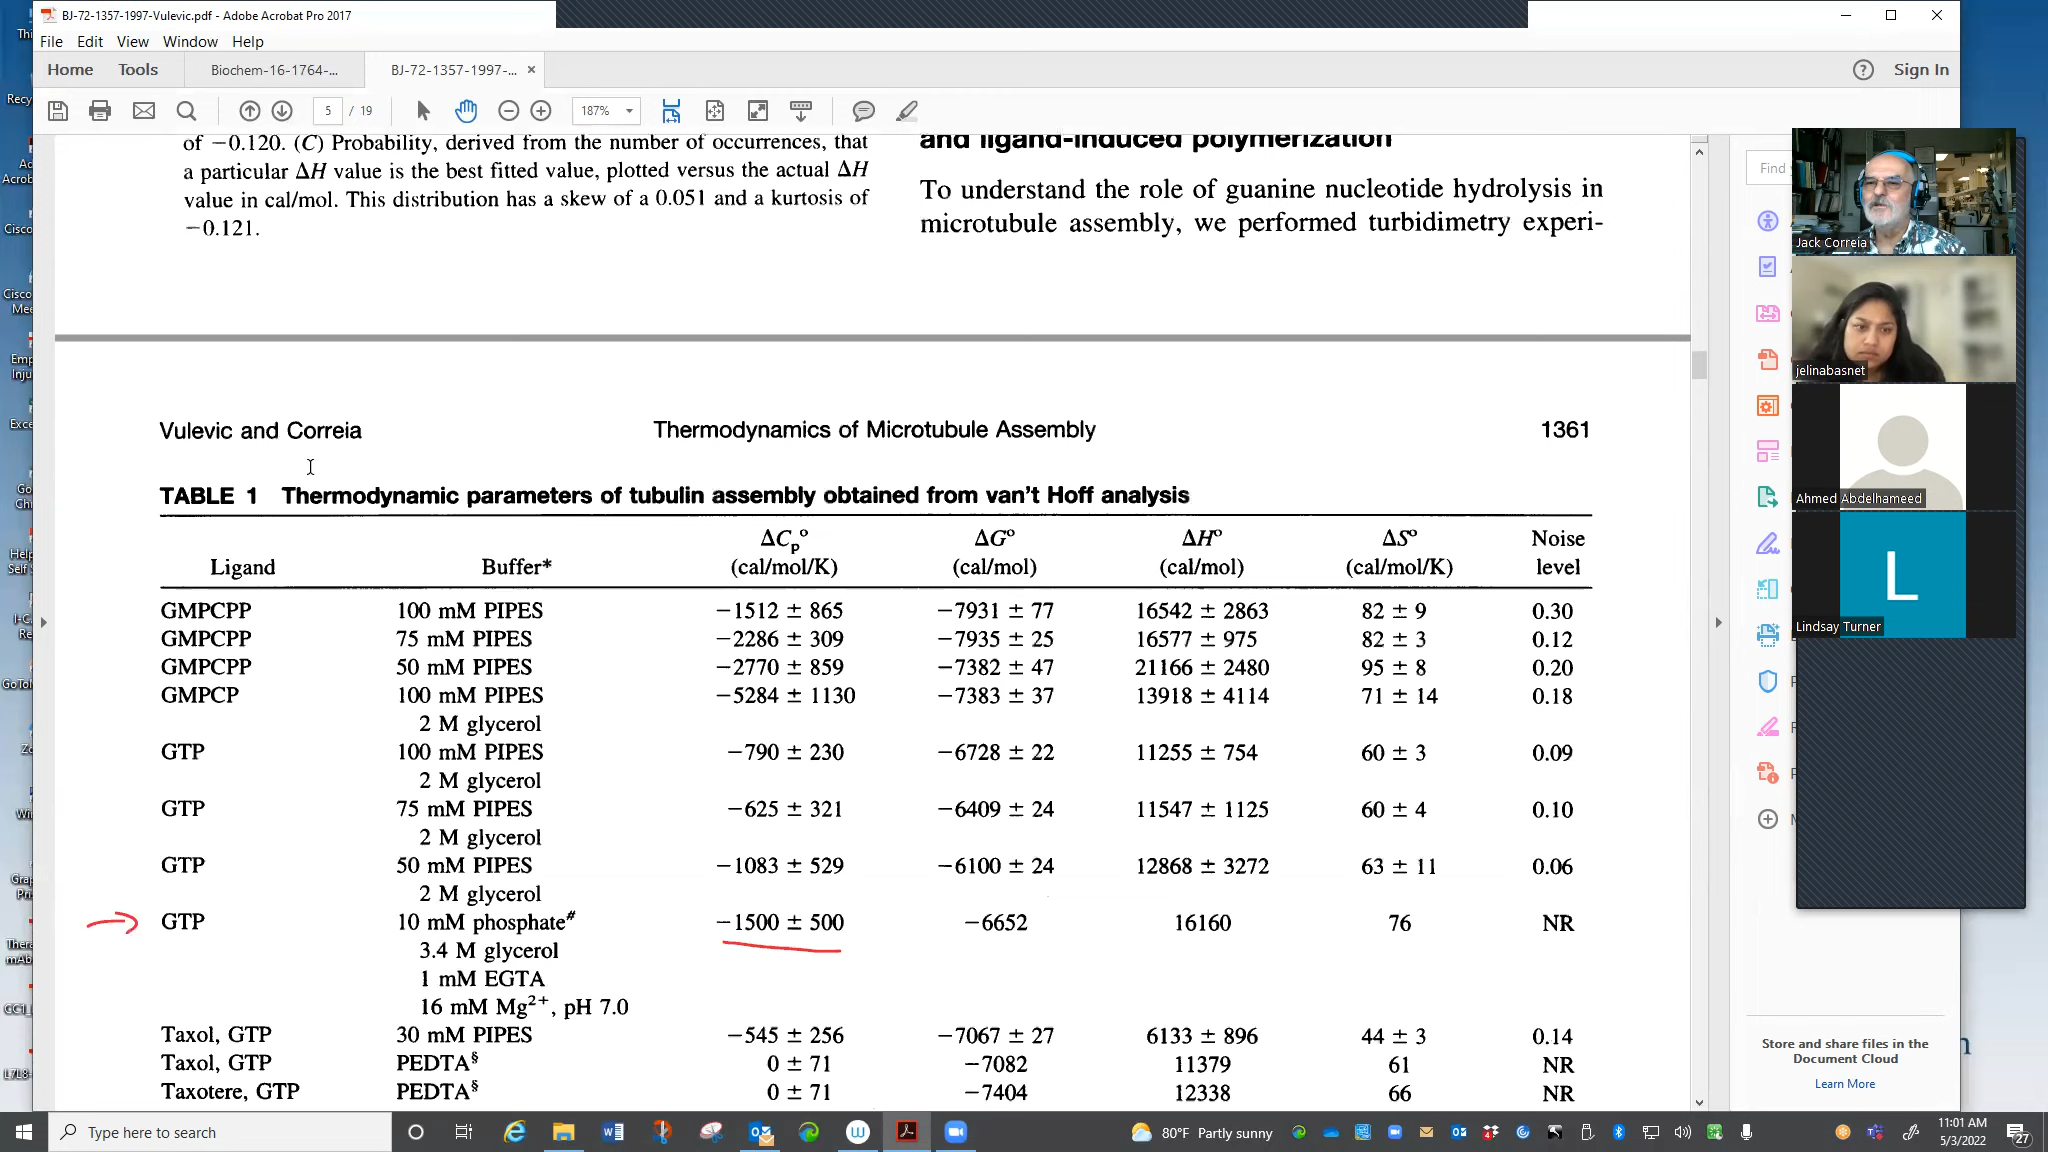 BJ-72-1357-1997-Vulevic.pdf - Adobe Acrobat Pro 2017
File Edit View Window Help
Home Tools Biochem-16-1764-... BJ-72-1357-1997-... × Sign In
5 / 19 187%
of −0.120. (C) Probability, derived from the number of occurrences, that
a particular ΔH value is the best fitted value, plotted versus the actual ΔH
value in cal/mol. This distribution has a skew of a 0.051 and a kurtosis of
−0.121.
and ligand-induced polymerization
To understand the role of guanine nucleotide hydrolysis in
microtubule assembly, we performed turbidimetry experi-
Vulevic and Correia Thermodynamics of Microtubule Assembly 1361
TABLE 1 Thermodynamic parameters of tubulin assembly obtained from van't Hoff analysis
ΔCp° ΔG° ΔH° ΔS° Noise
Ligand Buffer* (cal/mol/K) (cal/mol) (cal/mol) (cal/mol/K) level
GMPCPP 100 mM PIPES −1512 ± 865 −7931 ± 77 16542 ± 2863 82 ± 9 0.30
GMPCPP 75 mM PIPES −2286 ± 309 −7935 ± 25 16577 ± 975 82 ± 3 0.12
GMPCPP 50 mM PIPES −2770 ± 859 −7382 ± 47 21166 ± 2480 95 ± 8 0.20
GMPCP 100 mM PIPES −5284 ± 1130 −7383 ± 37 13918 ± 4114 71 ± 14 0.18
2 M glycerol
GTP 100 mM PIPES −790 ± 230 −6728 ± 22 11255 ± 754 60 ± 3 0.09
2 M glycerol
GTP 75 mM PIPES −625 ± 321 −6409 ± 24 11547 ± 1125 60 ± 4 0.10
2 M glycerol
GTP 50 mM PIPES −1083 ± 529 −6100 ± 24 12868 ± 3272 63 ± 11 0.06
2 M glycerol
GTP 10 mM phosphate# −1500 ± 500 −6652 16160 76 NR
3.4 M glycerol
1 mM EGTA
16 mM Mg2+, pH 7.0
Taxol, GTP 30 mM PIPES −545 ± 256 −7067 ± 27 6133 ± 896 44 ± 3 0.14
Taxol, GTP PEDTA§ 0 ± 71 −7082 11379 61 NR
Taxotere, GTP PEDTA§ 0 ± 71 −7404 12338 66 NR
Find
Jack Correia
jelinabasnet
Ahmed Abdelhameed
L
Lindsay Turner
Store and share files in the
Document Cloud
Learn More
Type here to search
80°F Partly sunny
11:01 AM
5/3/2022
27